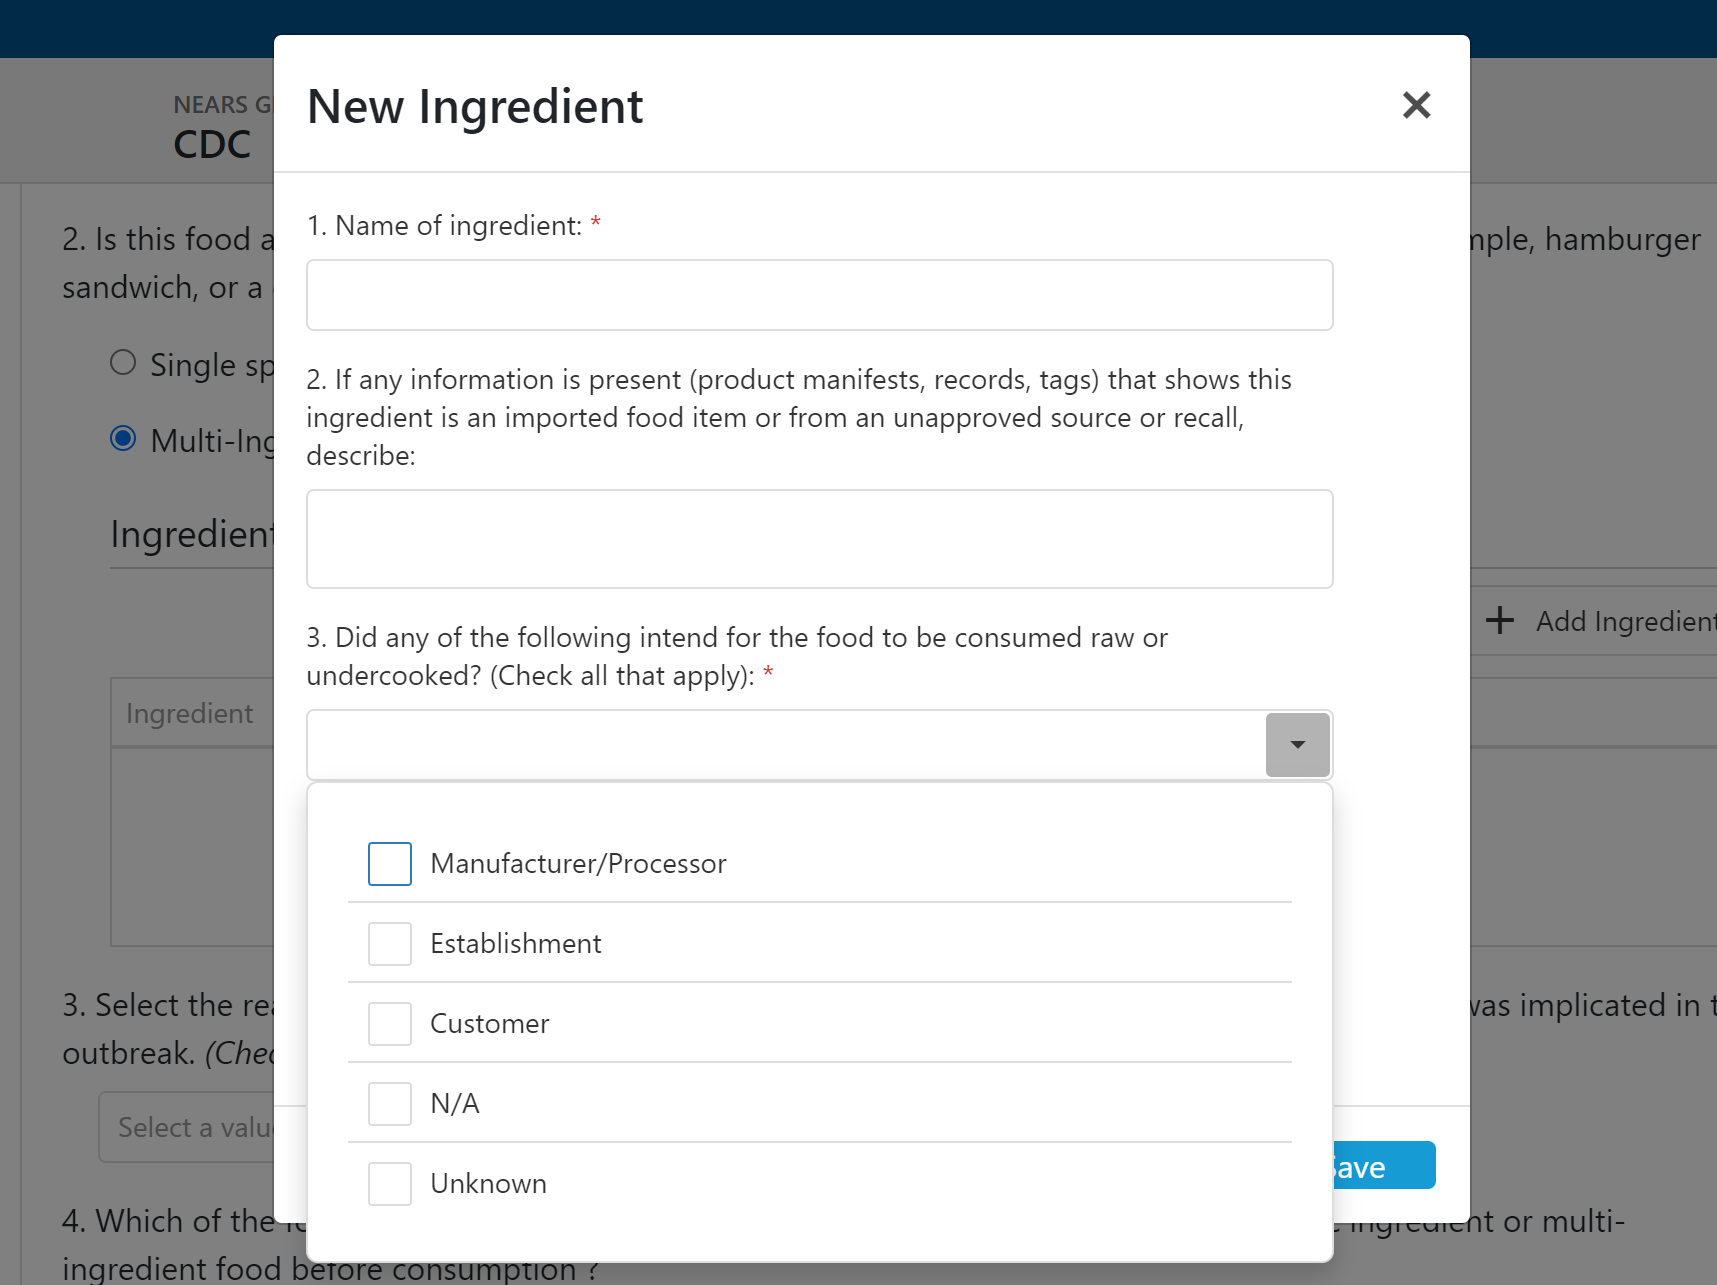 NEARS G
CDC
New Ingredient
1. Name of ingredient: *
2. Is this food a
mple, hamburger
sandwich, or a
Single sp
2. If any information is present (product manifests, records, tags) that shows this
ingredient is an imported food item or from an unapproved source or recall,
describe:
Multi-Ing
Ingredient
3. Did any of the following intend for the food to be consumed raw or
undercooked? (Check all that apply): *
Add Ingredient
Ingredient
Manufacturer/Processor
Establishment
Customer
N/A
Unknown
3. Select the rea
was implicated in t
outbreak. (Chec
Select a value
Save
4. Which of the
ingredient or multi-
ingredient food before consumption ?